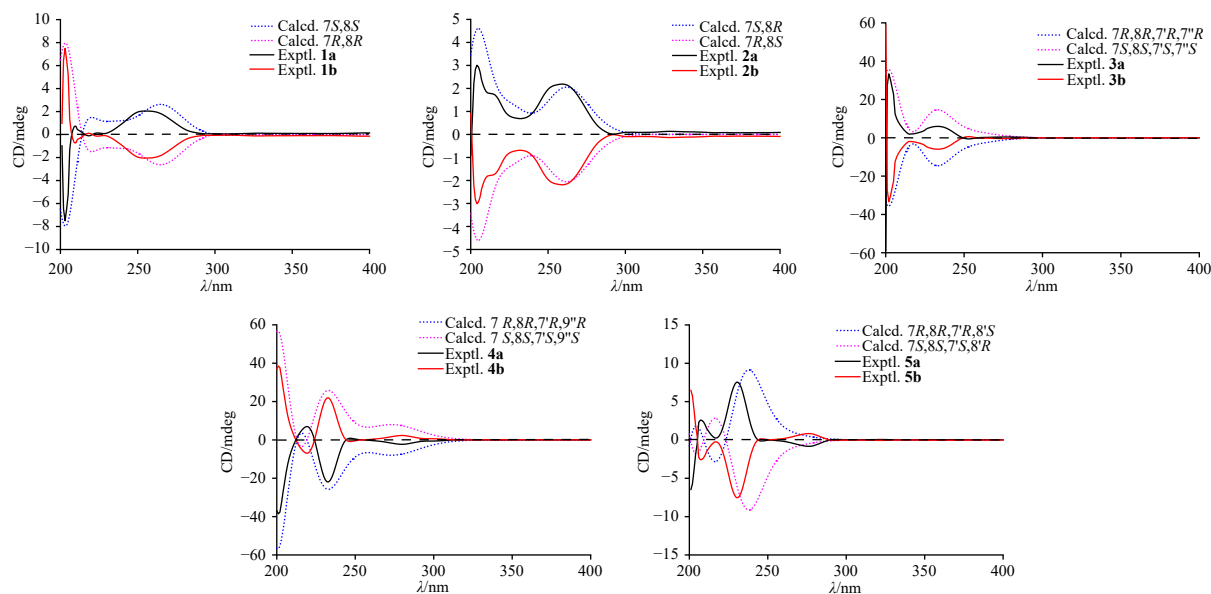 Calcd. 7S,8S
Calcd. 7R,8R
Exptl. 1a
Exptl. 1b
CD/mdeg
10
8
6
4
2
0
−2
−4
−6
−8
−10
200 250 300 350 400
λ/nm
Calcd. 7S,8R
Calcd. 7R,8S
Exptl. 2a
Exptl. 2b
CD/mdeg
5
4
3
2
1
0
−1
−2
−3
−4
−5
200 250 300 350 400
λ/nm
Calcd. 7R,8R,7'R,7''R
Calcd. 7S,8S,7'S,7''S
Exptl. 3a
Exptl. 3b
CD/mdeg
60
40
20
0
−20
−40
−60
200 250 300 350 400
λ/nm
Calcd. 7 R,8R,7'R,9''R
Calcd. 7 S,8S,7'S,9''S
Exptl. 4a
Exptl. 4b
CD/mdeg
60
40
20
0
−20
−40
−60
200 250 300 350 400
λ/nm
Calcd. 7R,8R,7'R,8'S
Calcd. 7S,8S,7'S,8'R
Exptl. 5a
Exptl. 5b
CD/mdeg
15
10
5
0
−5
−10
−15
200 250 300 350 400
λ/nm